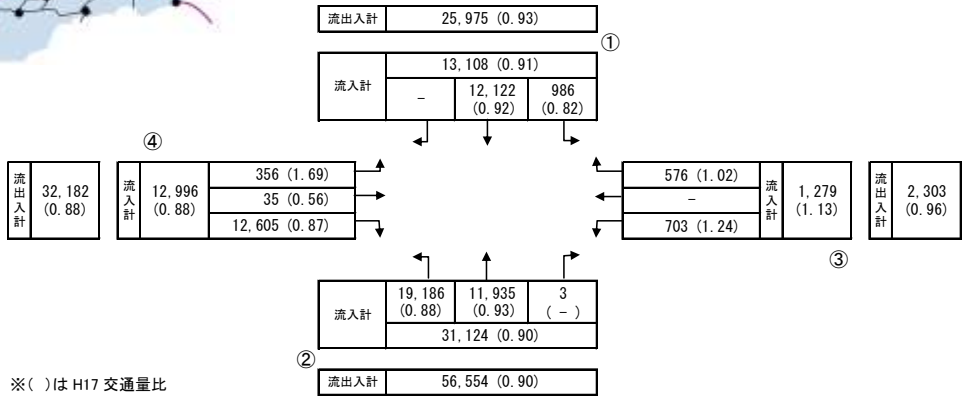 流出入計 25,975 (0.93)
①
流入計 13,108 (0.91)
- 12,122 (0.92) 986 (0.82)
④
流出入計 32,182 (0.88)
流入計 12,996 (0.88)
356 (1.69)
35 (0.56)
12,605 (0.87)
576 (1.02)
-
703 (1.24)
流入計 1,279 (1.13)
流出入計 2,303 (0.96)
③
流入計 19,186 (0.88) 11,935 (0.93) 3 ( - )
31,124 (0.90)
②
流出入計 56,554 (0.90)
※( )は H17 交通量比